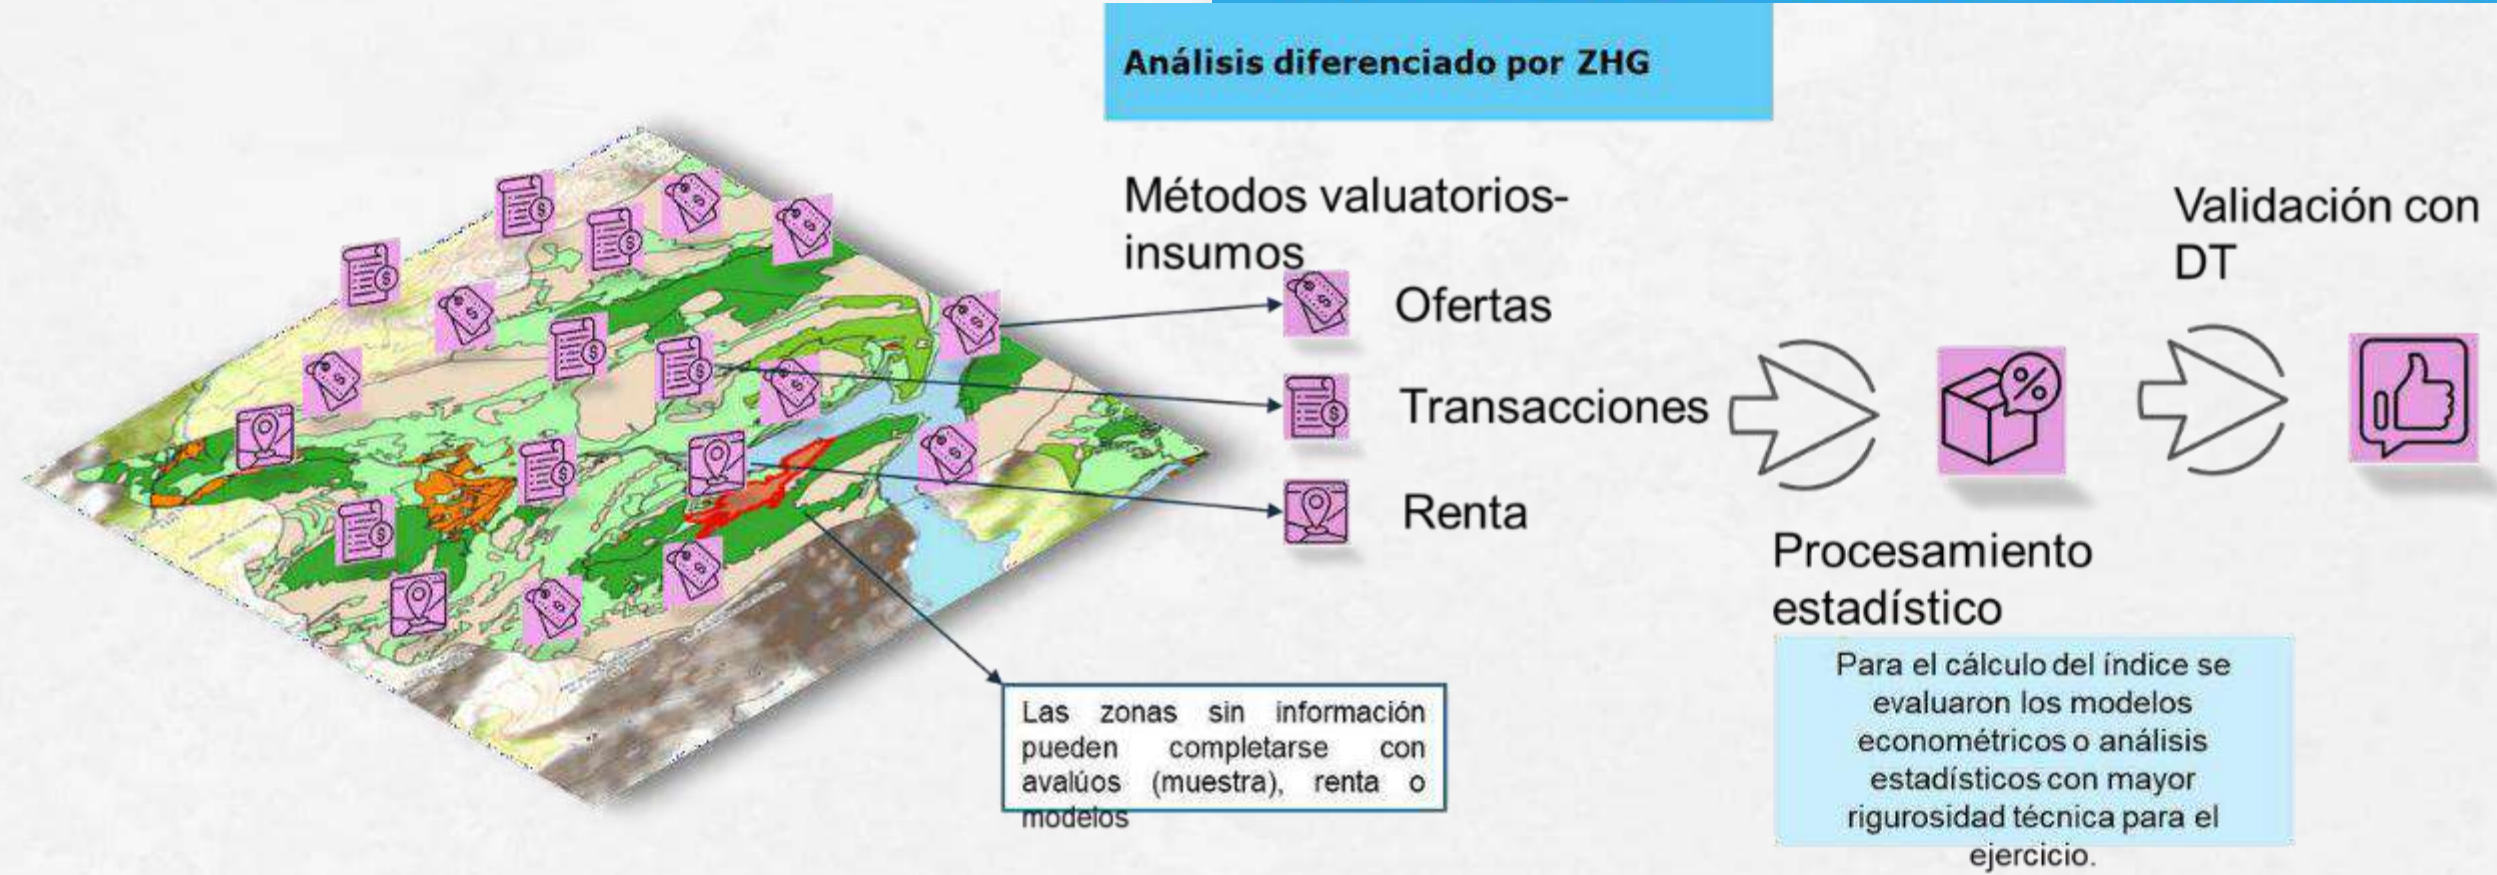 Análisis diferenciado por ZHG
Métodos valuatorios-
insumos
Ofertas
Transacciones
Renta
Las zonas sin información
pueden completarse con
avalúos (muestra), renta o
modelos
Procesamiento
estadístico
Para el cálculo del índice se
evaluaron los modelos
econométricos o análisis
estadísticos con mayor
rigurosidad técnica para el
ejercicio.
Validación con
DT